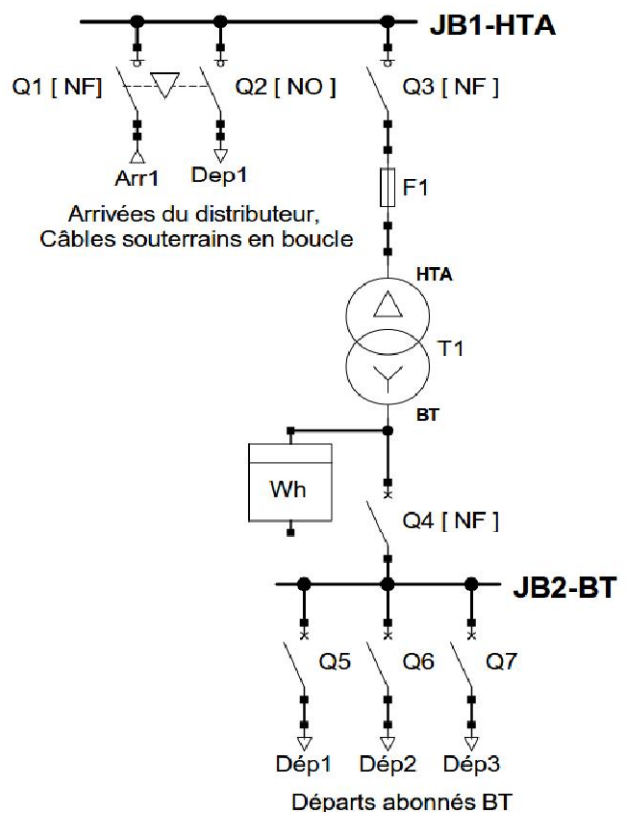 JB1-HTA
Q1 [ NF]
Q2 [ NO ]
Q3 [ NF ]
Arr1
Dep1
F1
Arrivées du distributeur,
Câbles souterrains en boucle
HTA
T1
BT
Wh
Q4 [ NF ]
JB2-BT
Q5
Q6
Q7
Dép1
Dép2
Dép3
Départs abonnés BT